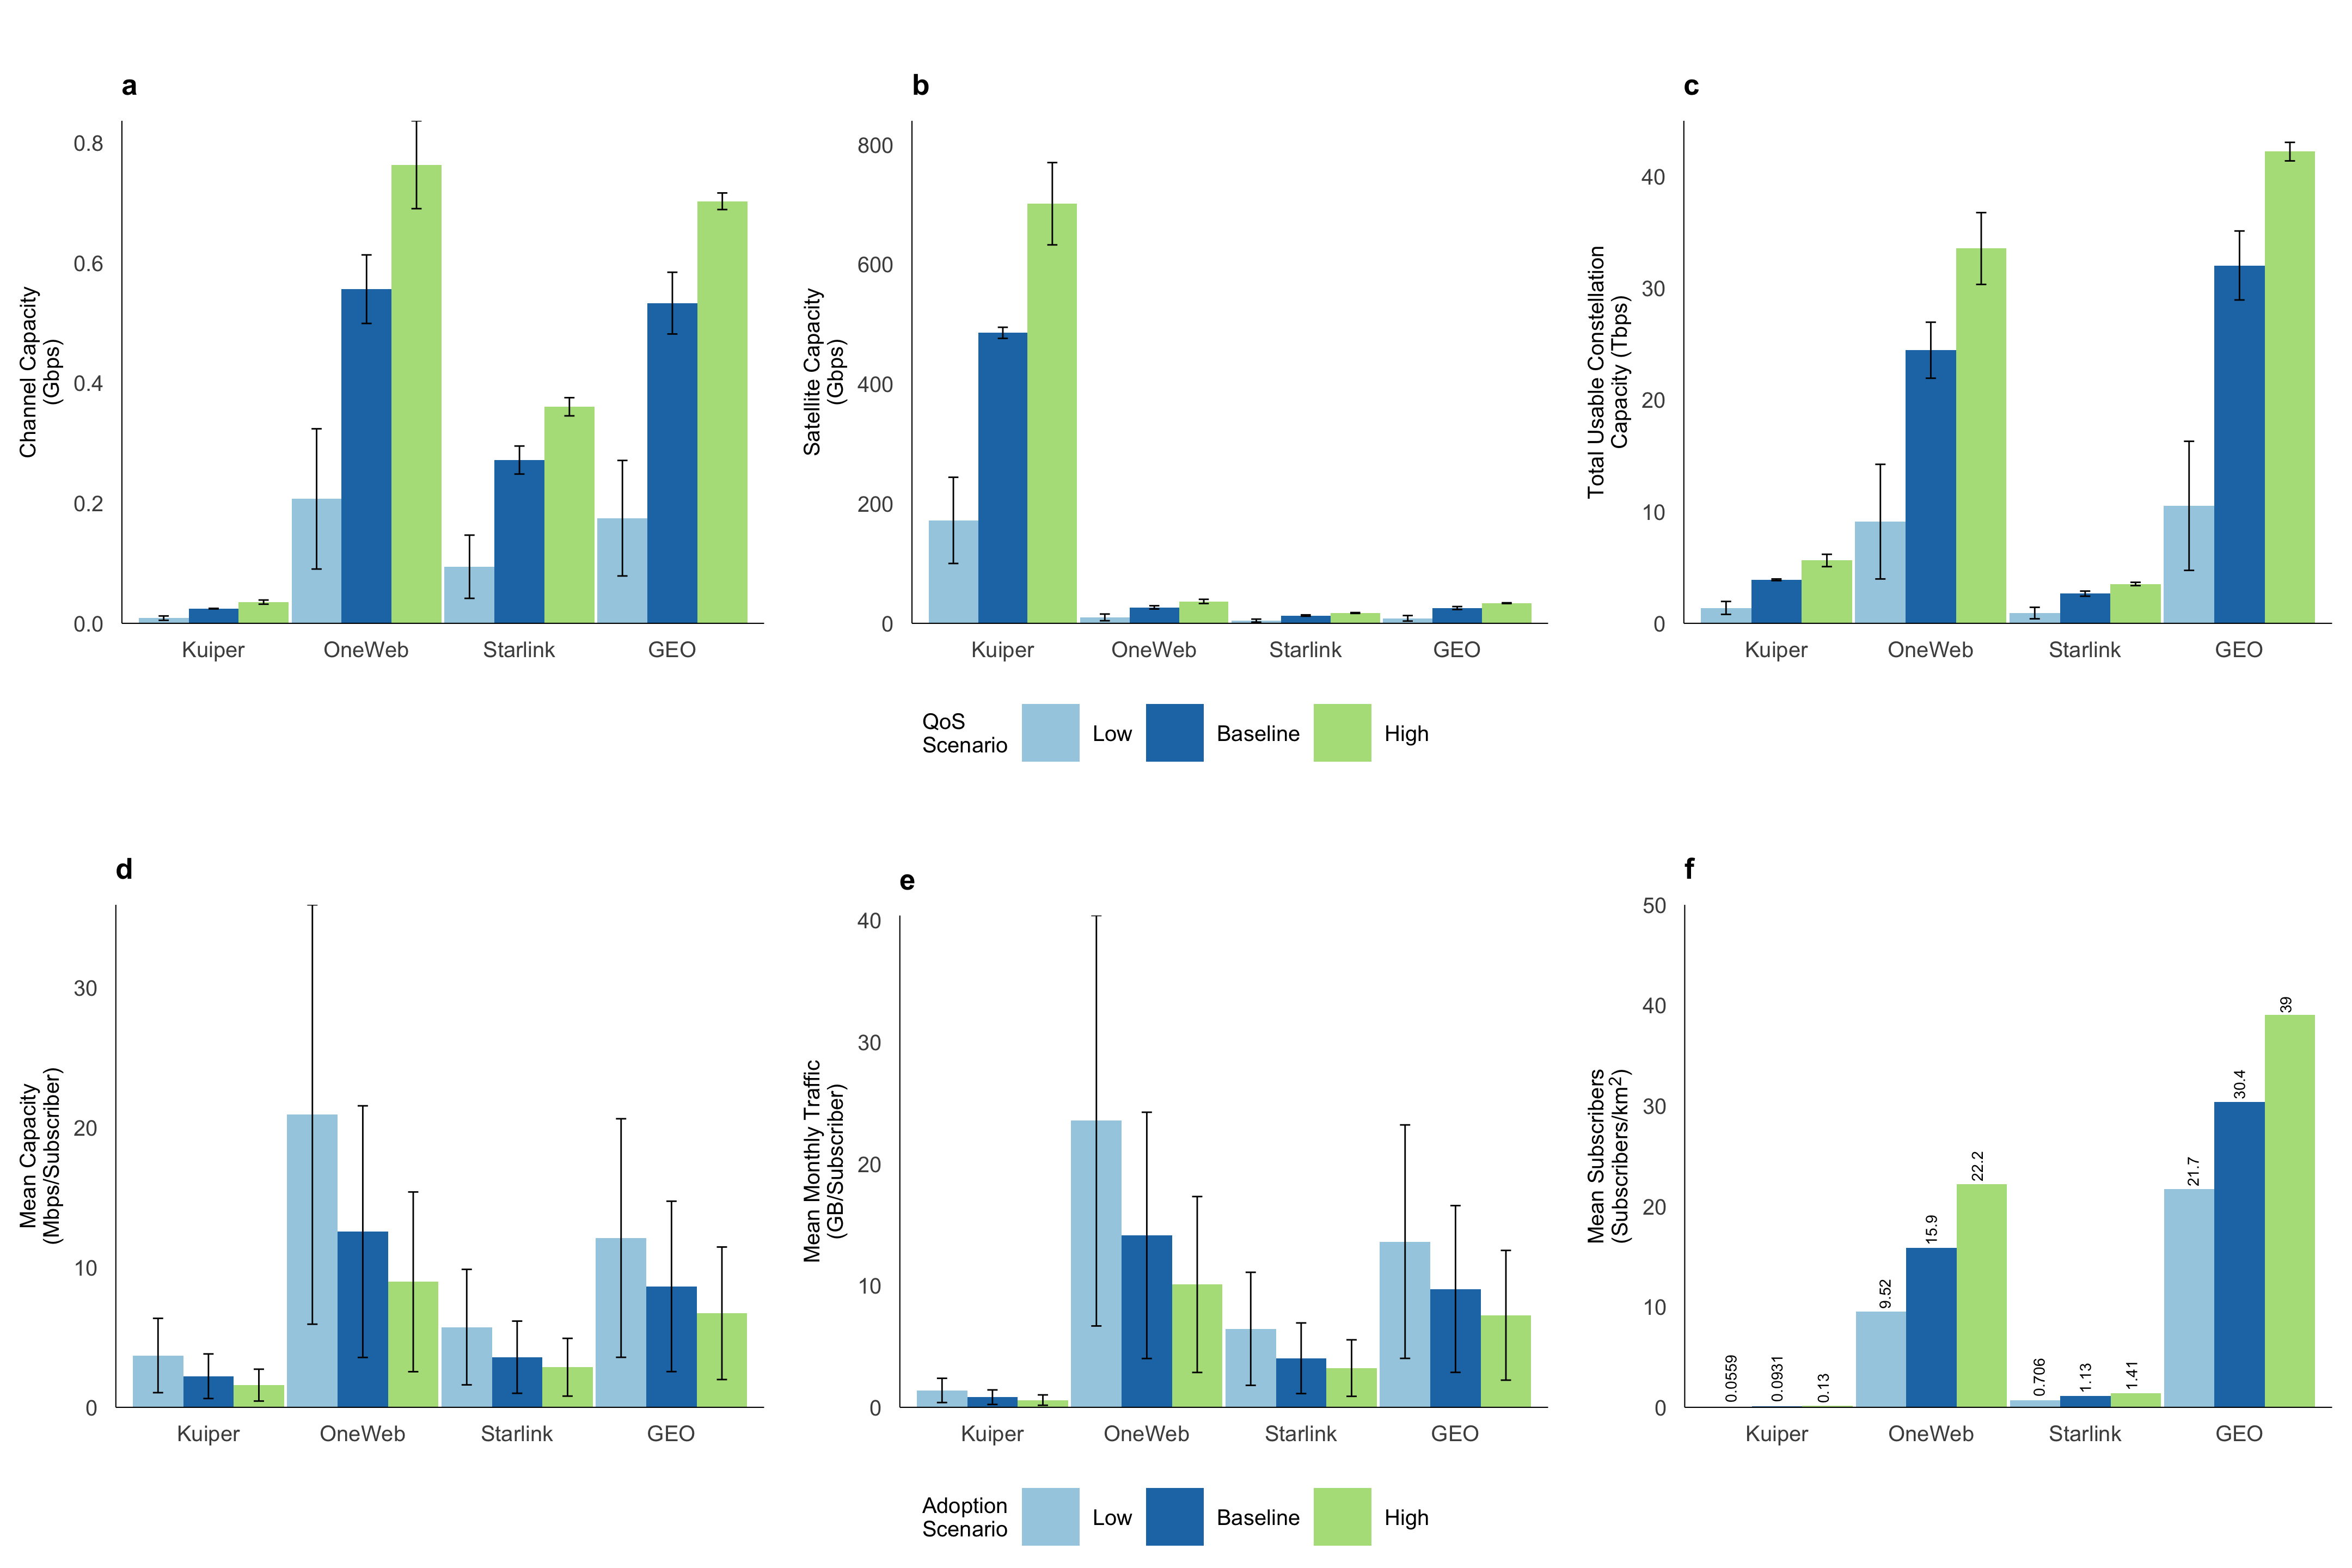 a
Channel Capacity
(Gbps)
0.8
0.6
0.4
0.2
0.0
Kuiper
OneWeb
Starlink
GEO
b
Satellite Capacity
(Gbps)
800
600
400
200
0
Kuiper
OneWeb
Starlink
GEO
c
Total Usable Constellation
Capacity (Tbps)
40
30
20
10
0
Kuiper
OneWeb
Starlink
GEO
QoS
Scenario
Low
Baseline
High
d
Mean Capacity
(Mbps/Subscriber)
30
20
10
0
Kuiper
OneWeb
Starlink
GEO
e
Mean Monthly Traffic
(GB/Subscriber)
40
30
20
10
0
Kuiper
OneWeb
Starlink
GEO
f
Mean Subscribers
(Subscribers/km²)
50
40
30
20
10
0
0.0559
0.0931
0.13
9.52
15.9
22.2
0.706
1.13
1.41
21.7
30.4
39
Kuiper
OneWeb
Starlink
GEO
Adoption
Scenario
Low
Baseline
High